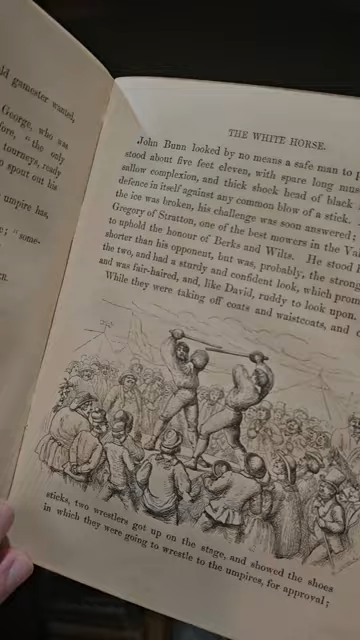 ld gamester wanted,
George, who was
fore, "the only
tourneys, ready
o spout out his
umpire has,
e; "some-
ER.
THE WHITE HORSE.
John Bunn looked by no means a safe man to p
stood about five feet eleven, with spare long mus
sallow complexion, and thick shock head of black
defence in itself against any common blow of a stick.
the ice was broken, his challenge was soon answered;
Gregory of Stratton, one of the best mowers in the Va
to uphold the honour of Berks and Wilts. He stood
shorter than his opponent, but was, probably, the strong
the two, and had a sturdy and confident look, which prom
and was fair-haired, and, like David, ruddy to look upon.
While they were taking off coats and waistcoats, and c
sticks, two wrestlers got up on the stage, and showed the shoes
in which they were going to wrestle to the umpires, for approval;